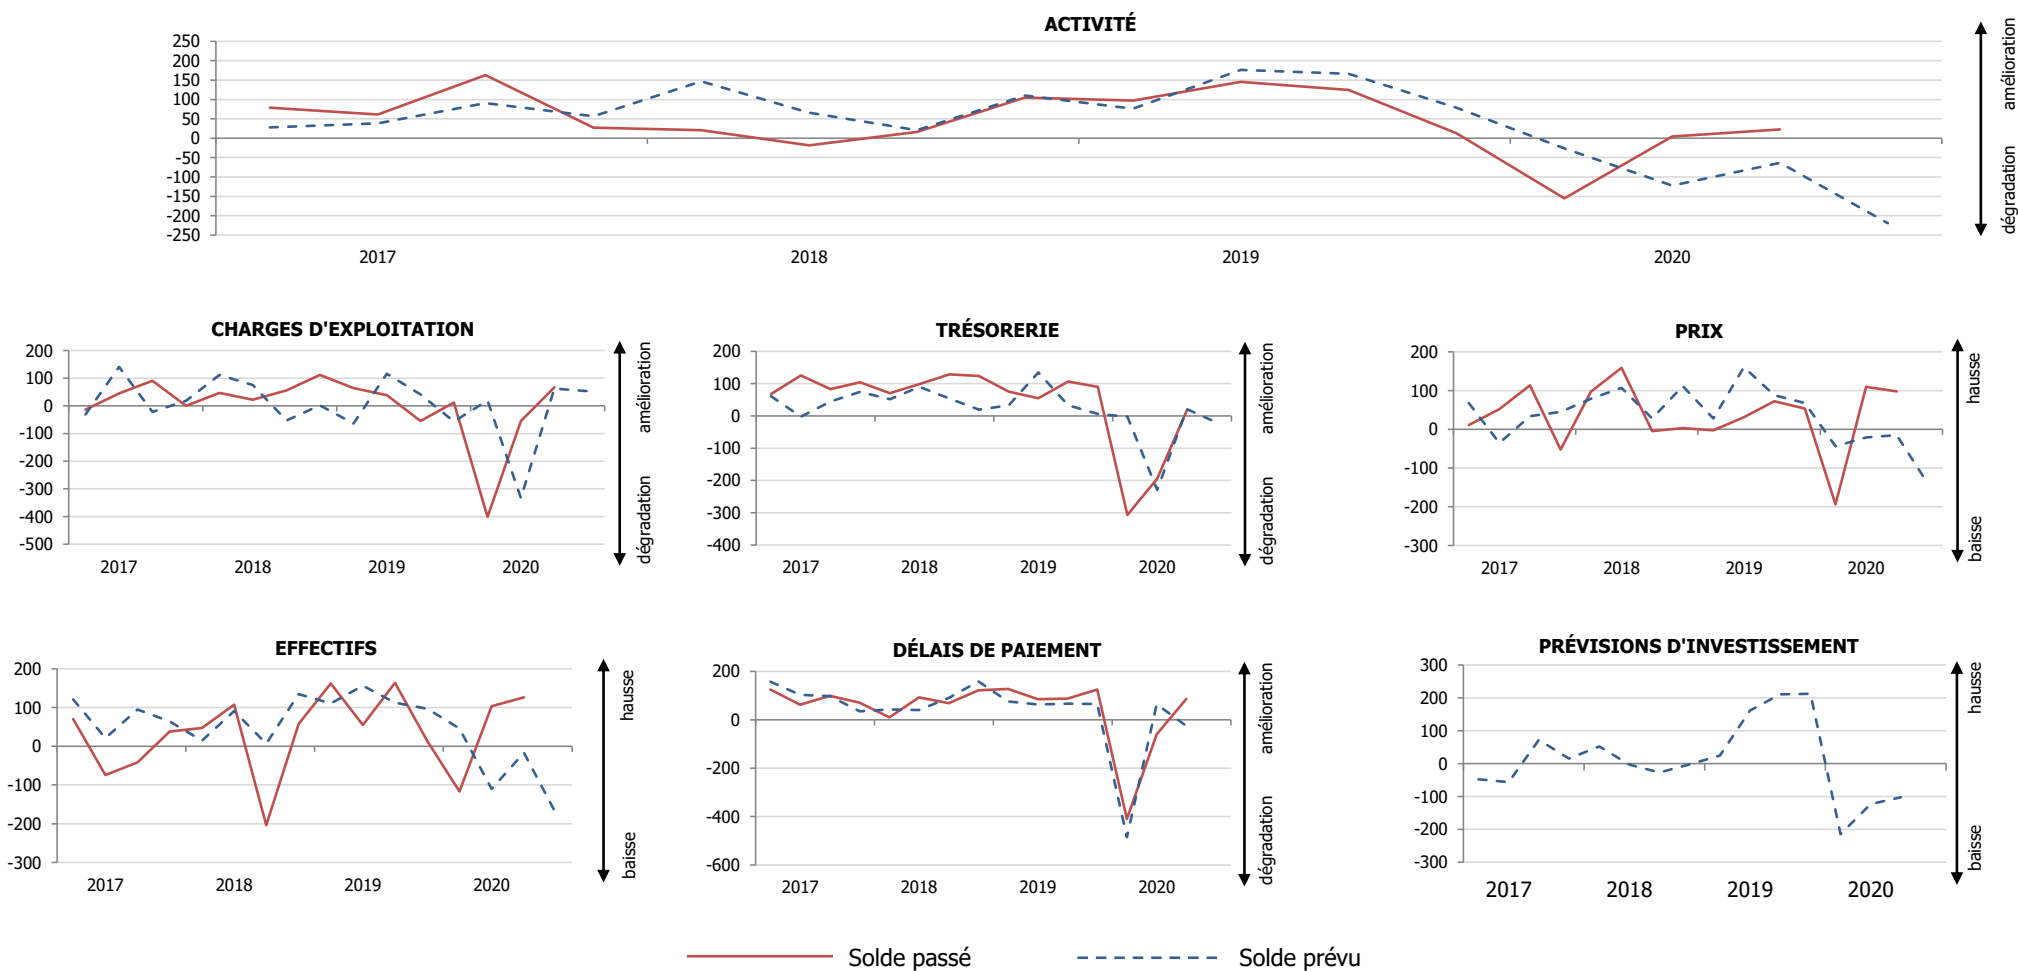 ACTIVITÉ
250
200
150
100
50
0
-50
-100
-150
-200
-250
2017 2018 2019 2020
amélioration
dégradation
CHARGES D'EXPLOITATION
200
100
0
-100
-200
-300
-400
-500
2017 2018 2019 2020
amélioration
dégradation
TRÉSORERIE
200
100
0
-100
-200
-300
-400
2017 2018 2019 2020
amélioration
dégradation
PRIX
200
100
0
-100
-200
-300
2017 2018 2019 2020
hausse
baisse
EFFECTIFS
200
100
0
-100
-200
-300
2017 2018 2019 2020
hausse
baisse
DÉLAIS DE PAIEMENT
200
0
-200
-400
-600
2017 2018 2019 2020
amélioration
dégradation
PRÉVISIONS D'INVESTISSEMENT
300
200
100
0
-100
-200
-300
2017 2018 2019 2020
hausse
baisse
Solde passé
Solde prévu